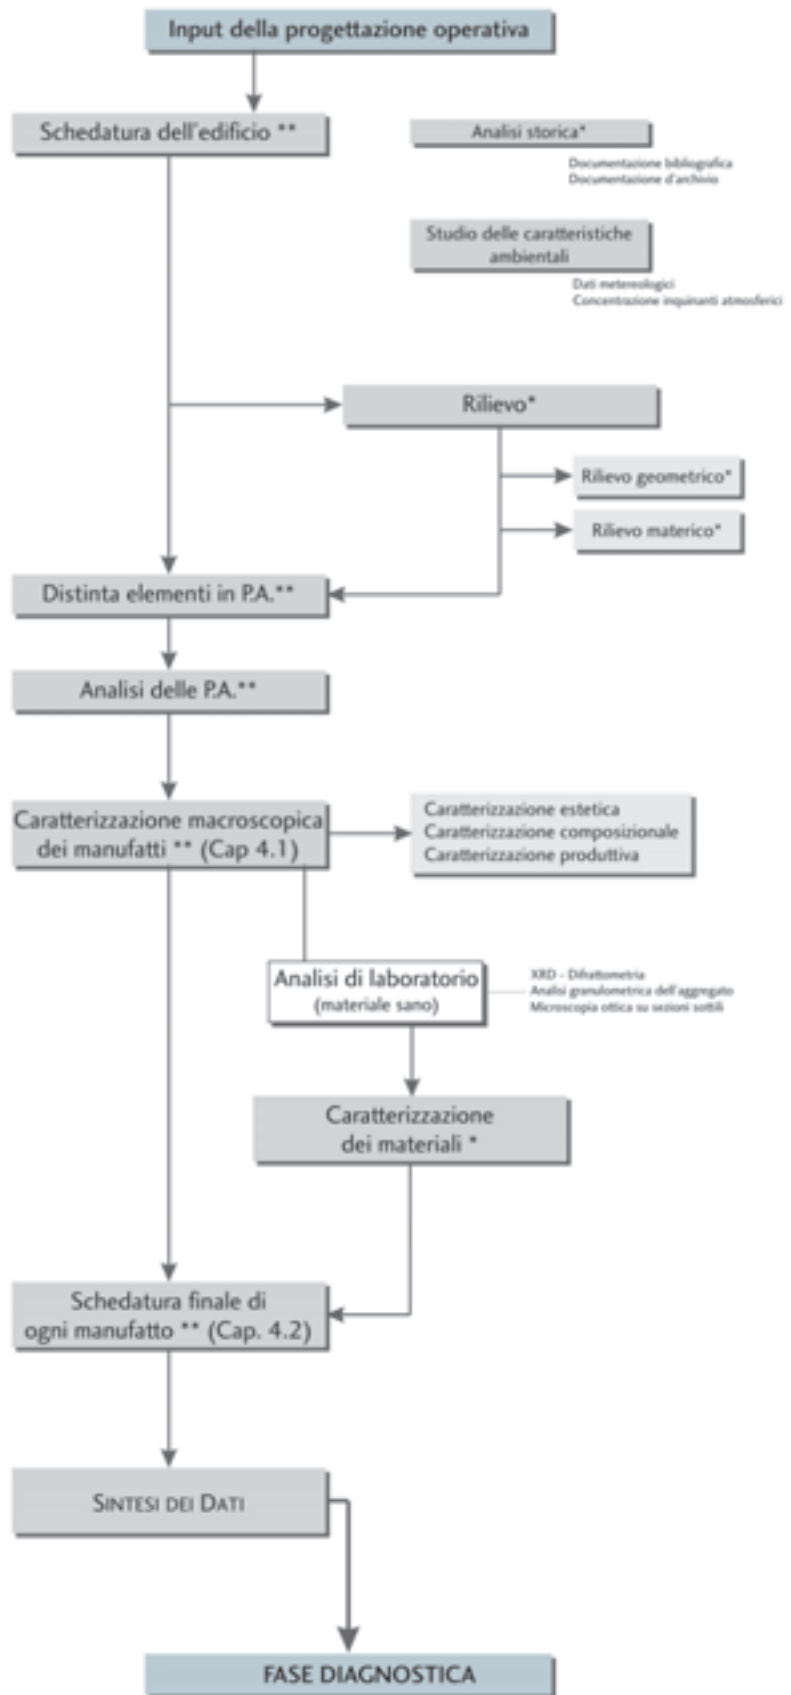 Input della progettazione operativa
Schedatura dell'edificio **
Analisi storica*
Documentazione bibliografica
Documentazione d'archivio
Studio delle caratteristiche
ambientali
Dati metereologici
Concentrazione inquinanti atmosferici
Rilievo*
Rilievo geometrico*
Rilievo materico*
Distinta elementi in P.A.**
Analisi delle P.A.**
Caratterizzazione macroscopica
dei manufatti ** (Cap 4.1)
Caratterizzazione estetica
Caratterizzazione composizionale
Caratterizzazione produttiva
Analisi di laboratorio
(materiale sano)
XRD - Difrattometria
Analisi granulometrica dell'aggregato
Microscopia ottica su sezioni sottili
Caratterizzazione
dei materiali *
Schedatura finale di
ogni manufatto ** (Cap. 4.2)
SINTESI DEI DATI
FASE DIAGNOSTICA